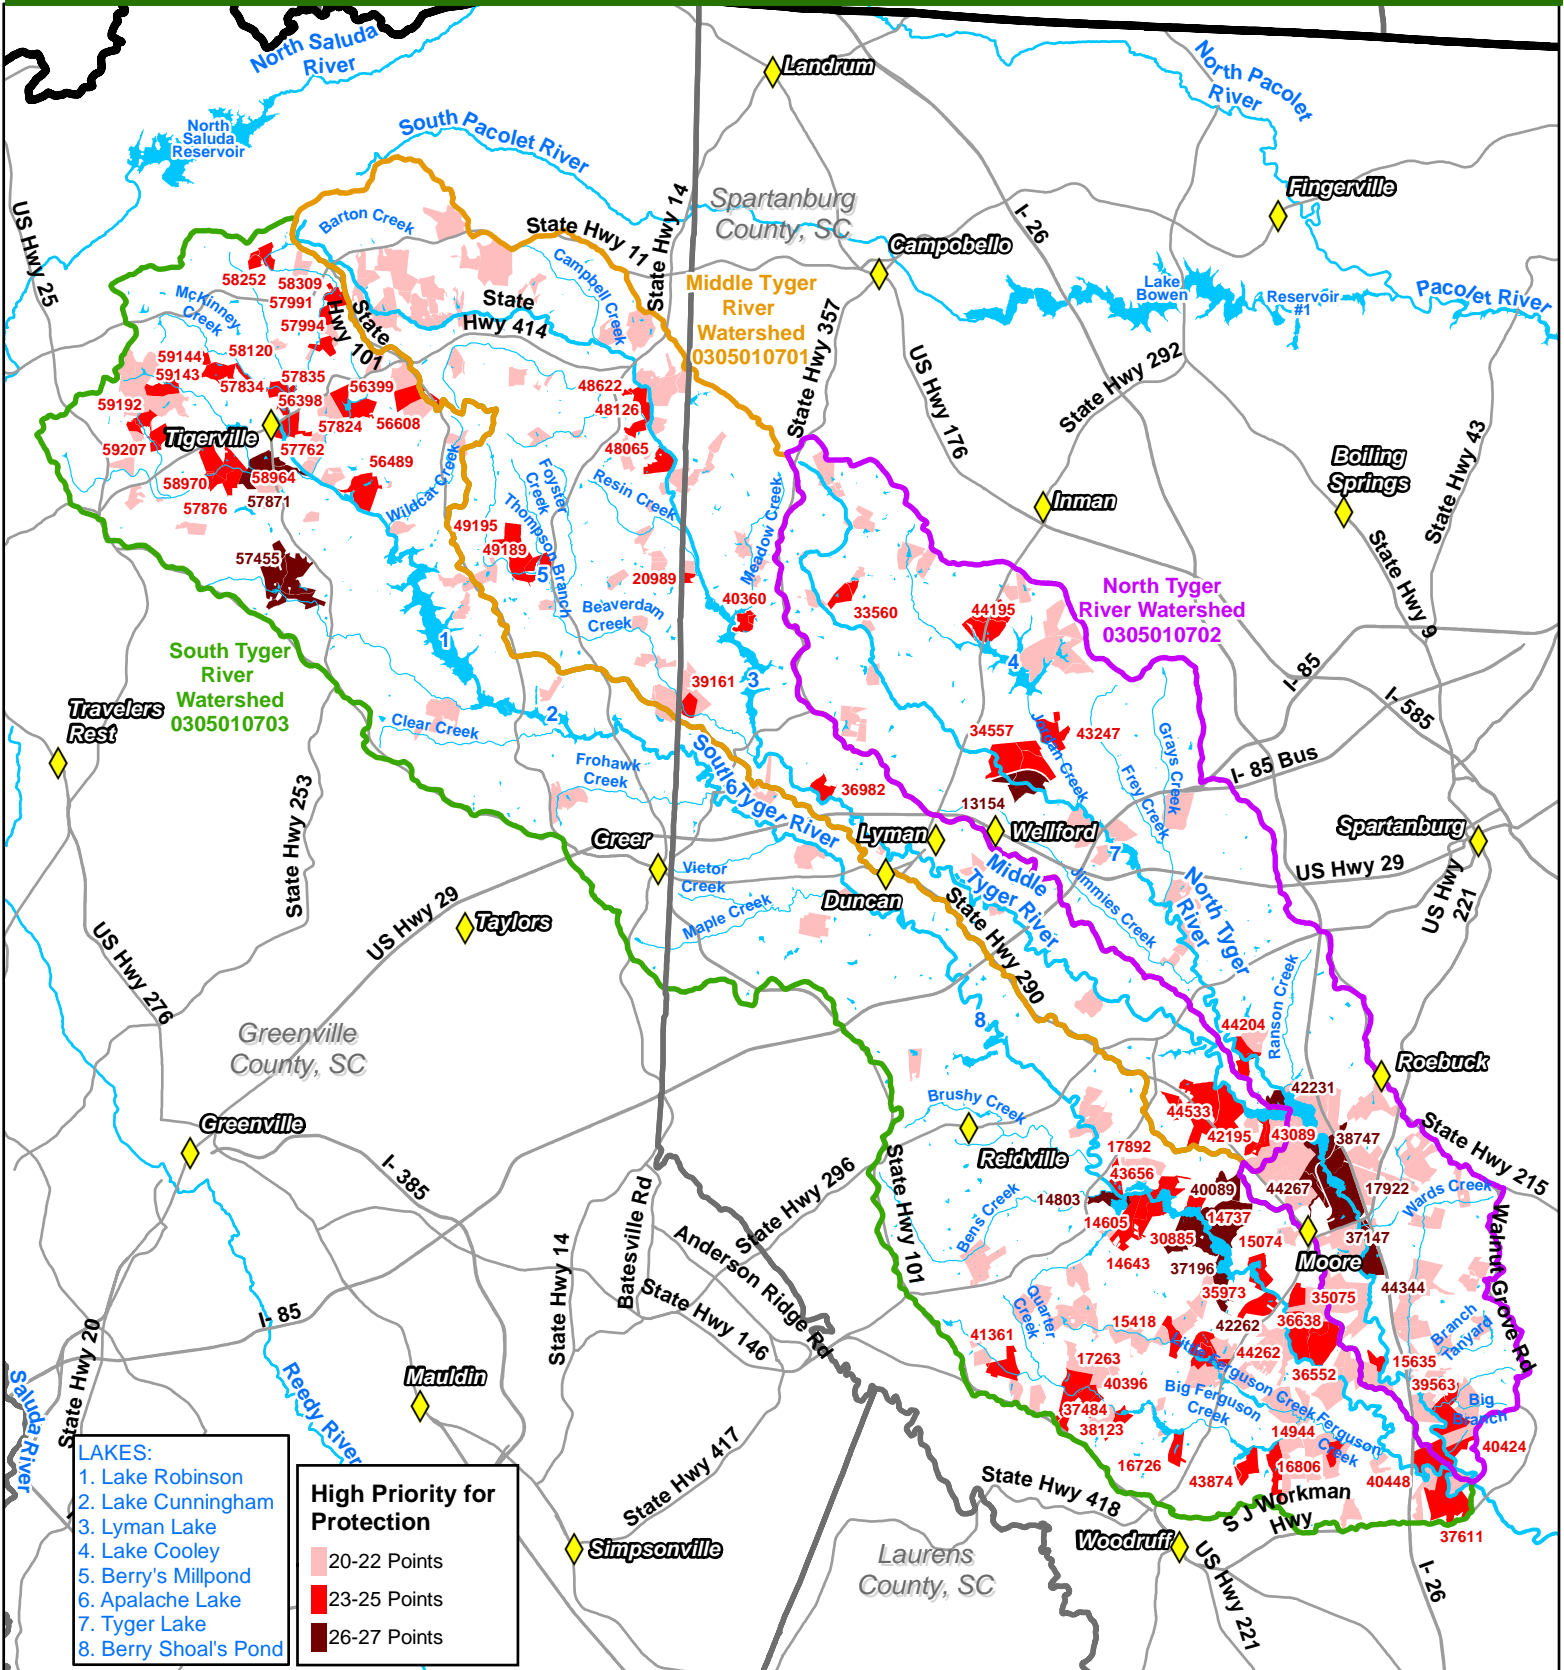 North Saluda
River
Landrum
North Pacolet
River
North
Saluda
Reservoir
South Pacolet River
Fingerville
Spartanburg
County, SC
State Hwy 14
I- 26
US Hwy 25
Barton Creek
State Hwy 11
Campobello
Campbell Creek
Middle Tyger
River
Watershed
0305010701
Lake
Bowen
Reservoir
#1
Pacolet River
58252
58309
57991
57994
McKinney
Creek
State
Hwy 101
State
Hwy 414
State Hwy 357
US Hwy 176
State Hwy 292
59144
59143
58120
57834
57835
56398
56399
57824
56608
48622
48126
48065
59192
59207
Tigerville
57762
58964
58970
57871
57876
56489
Wildcat Creek
Boiling
Springs
State Hwy 43
Inman
Foyster
Creek
Thompson Branch
Resin Creek
Meadow Creek
49195
49189
5
57455
20989
40360
33560
44195
North Tyger
River Watershed
0305010702
State Hwy 9
Beaverdam
Creek
1
South Tyger
River
Watershed
0305010703
4
3
39161
I- 85
I- 585
Travelers
Rest
2
Clear Creek
Frohawk
Creek
34557
43247
Jordan Creek
Grays Creek
Frey Creek
I- 85 Bus
South Tyger River
6
36982
13154
State Hwy 253
Greer
Lyman
Wellford
Spartanburg
7
Victor
Creek
Maple Creek
Duncan
Middle
Tyger River
Jimmies Creek
US Hwy 29
US Hwy
221
US Hwy 29
Taylors
State Hwy 290
North Tyger
River
US Hwy 276
Greenville
County, SC
8
Ranson Creek
44204
Roebuck
Greenville
Brushy Creek
Reidville
42231
44533
42195
43089
38747
State Hwy 215
I- 385
17892
43656
14803
14605
14643
40089
14737
30885
37196
44267
17922
Wards Creek
37147
15074
Moore
State Hwy 296
State Hwy 101
Bens Creek
Batesville Rd
Anderson Ridge Rd
State Hwy 14
State Hwy 146
35973
42262
35075
36638
44344
Walnut Grove Rd
I- 85
State Hwy 20
Quarter
Creek
15418
44262
36552
15635
39563
Branch
Tanyard
41361
17263
40396
37484
38123
Little Ferguson Creek
Big Ferguson
Creek
Ferguson
Creek
Big
Branch
Mauldin
Reedy River
Saluda River
14944
16806
16726
43874
40448
40424
37611
State Hwy 417
State Hwy 418
S J Workman
Hwy
Woodruff
US Hwy 221
I- 26
Simpsonville
Laurens
County, SC
LAKES:
1. Lake Robinson
2. Lake Cunningham
3. Lyman Lake
4. Lake Cooley
5. Berry's Millpond
6. Apalache Lake
7. Tyger Lake
8. Berry Shoal's Pond
High Priority for
Protection
20-22 Points
23-25 Points
26-27 Points